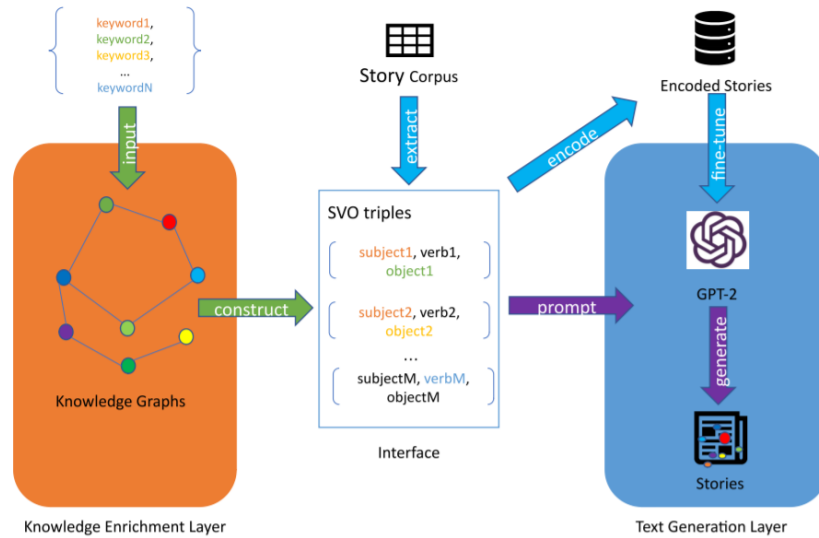 keyword1,
keyword2,
keyword3,
...
keywordN
input
Knowledge Graphs
Knowledge Enrichment Layer
construct
Story Corpus
extract
SVO triples
subject1, verb1,
object1
subject2, verb2,
object2
...
subjectM, verbM,
objectM
Interface
encode
prompt
Encoded Stories
fine-tune
GPT-2
generate
Stories
Text Generation Layer